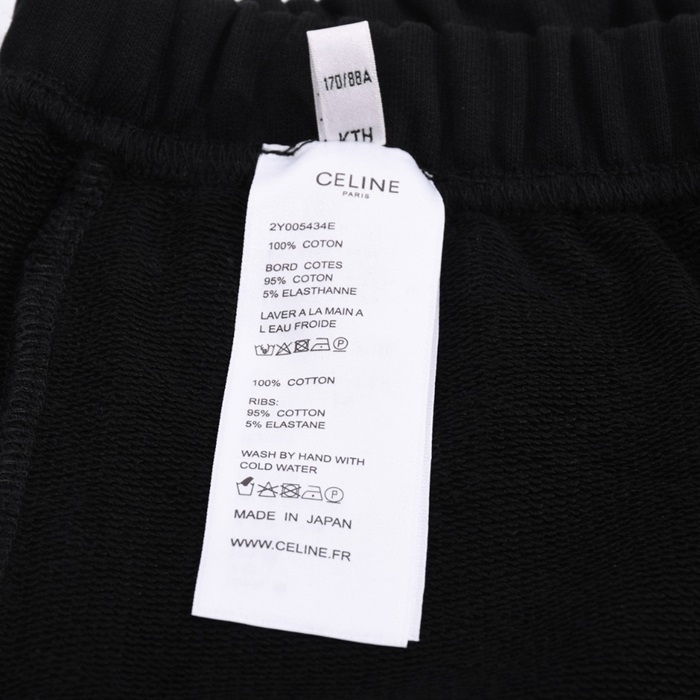 170/88A
KTH
CELINE
PARIS
2Y005434E
100% COTON
BORD COTES
95% COTON
5% ELASTHANNE
LAVER A LA MAIN A
L EAU FROIDE
P
100% COTTON
RIBS:
95% COTTON
5% ELASTANE
WASH BY HAND WITH
COLD WATER
P
MADE IN JAPAN
WWW.CELINE.FR